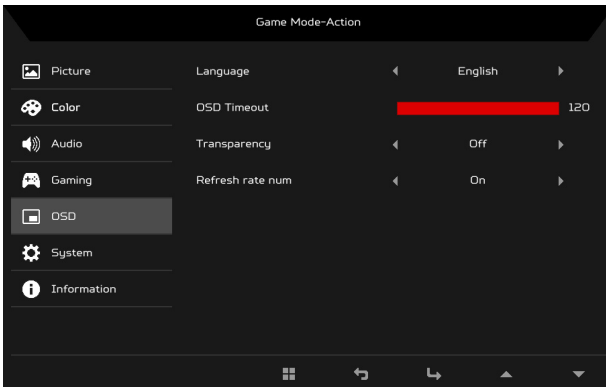 Game Mode-Action
Picture
Language English
Color
OSD Timeout 120
Audio
Transparency Off
Gaming
Refresh rate num On
OSD
System
Information